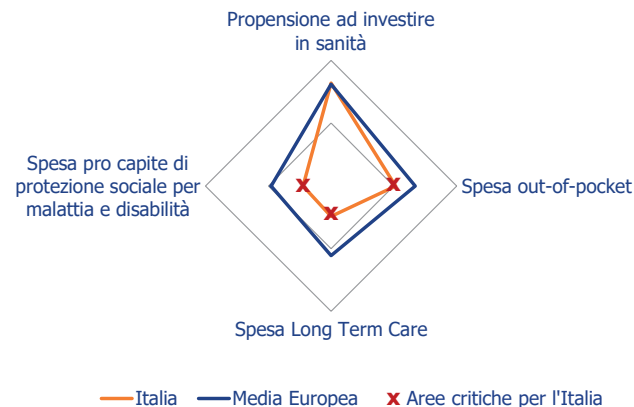 Propensione ad investire
in sanità
Spesa pro capite di
protezione sociale per
malattia e disabilità
Spesa out-of-pocket
Spesa Long Term Care
Italia
Media Europea
x Aree critiche per l'Italia